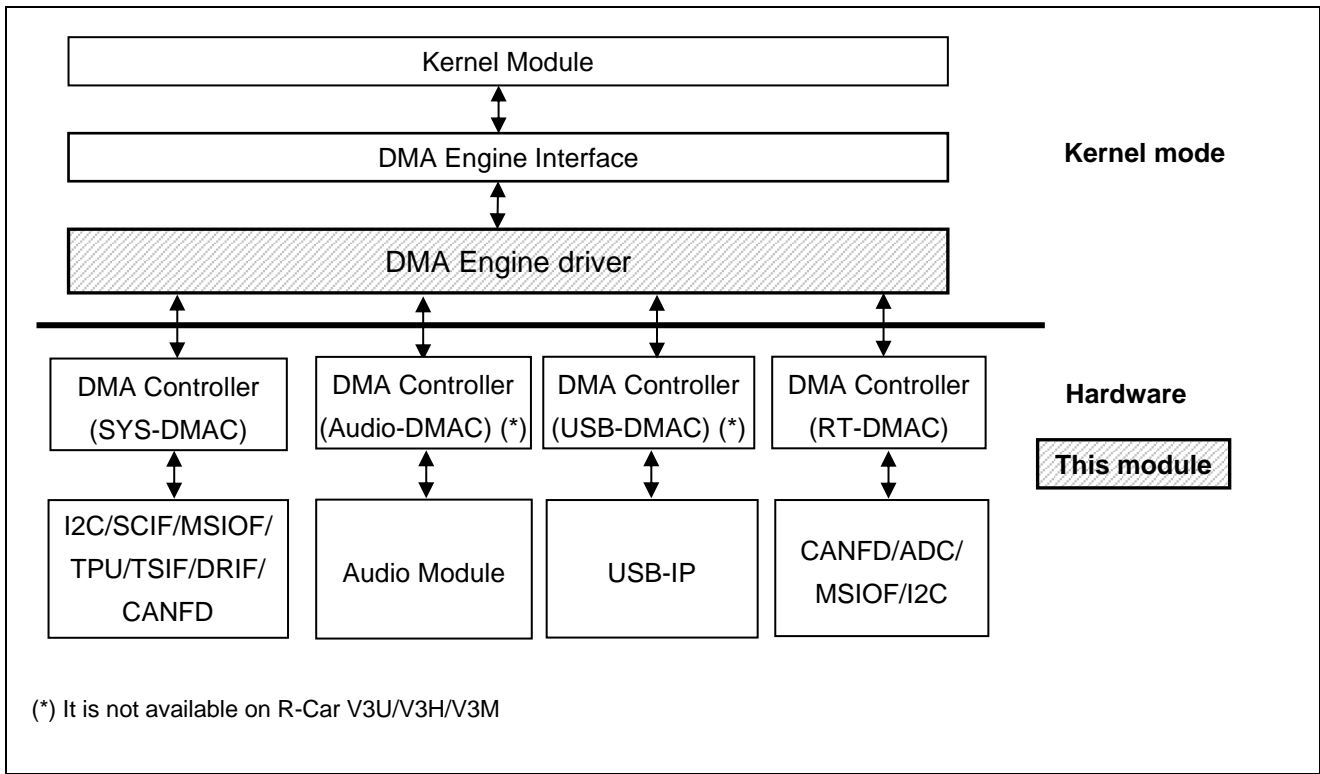 Kernel Module
DMA Engine Interface
Kernel mode
DMA Engine driver
DMA Controller
(SYS-DMAC)
DMA Controller
(Audio-DMAC) (*)
DMA Controller
(USB-DMAC) (*)
DMA Controller
(RT-DMAC)
Hardware
This module
I2C/SCIF/MSIOF/
TPU/TSIF/DRIF/
CANFD
Audio Module
USB-IP
CANFD/ADC/
MSIOF/I2C
(*) It is not available on R-Car V3U/V3H/V3M